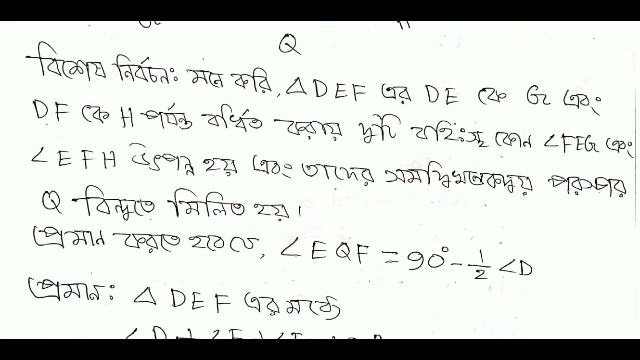 Q
বিশেষ নির্বচন: মনে করি, △DEF এর DE কে G এবং
DF কে H পর্যন্ত বর্ধিত করায় দুটি বহিঃস্থ কোন ∠FEG এবং
∠EFH উৎপন্ন হয় এবং তাদের সমদ্বিখন্ডকদ্বয় পরস্পর
Q বিন্দুতে মিলিত হয়।
প্রমান করতে হবে যে, ∠EQF = 90° - 1/2 ∠D
প্রমান: △DEF এর মধ্যে